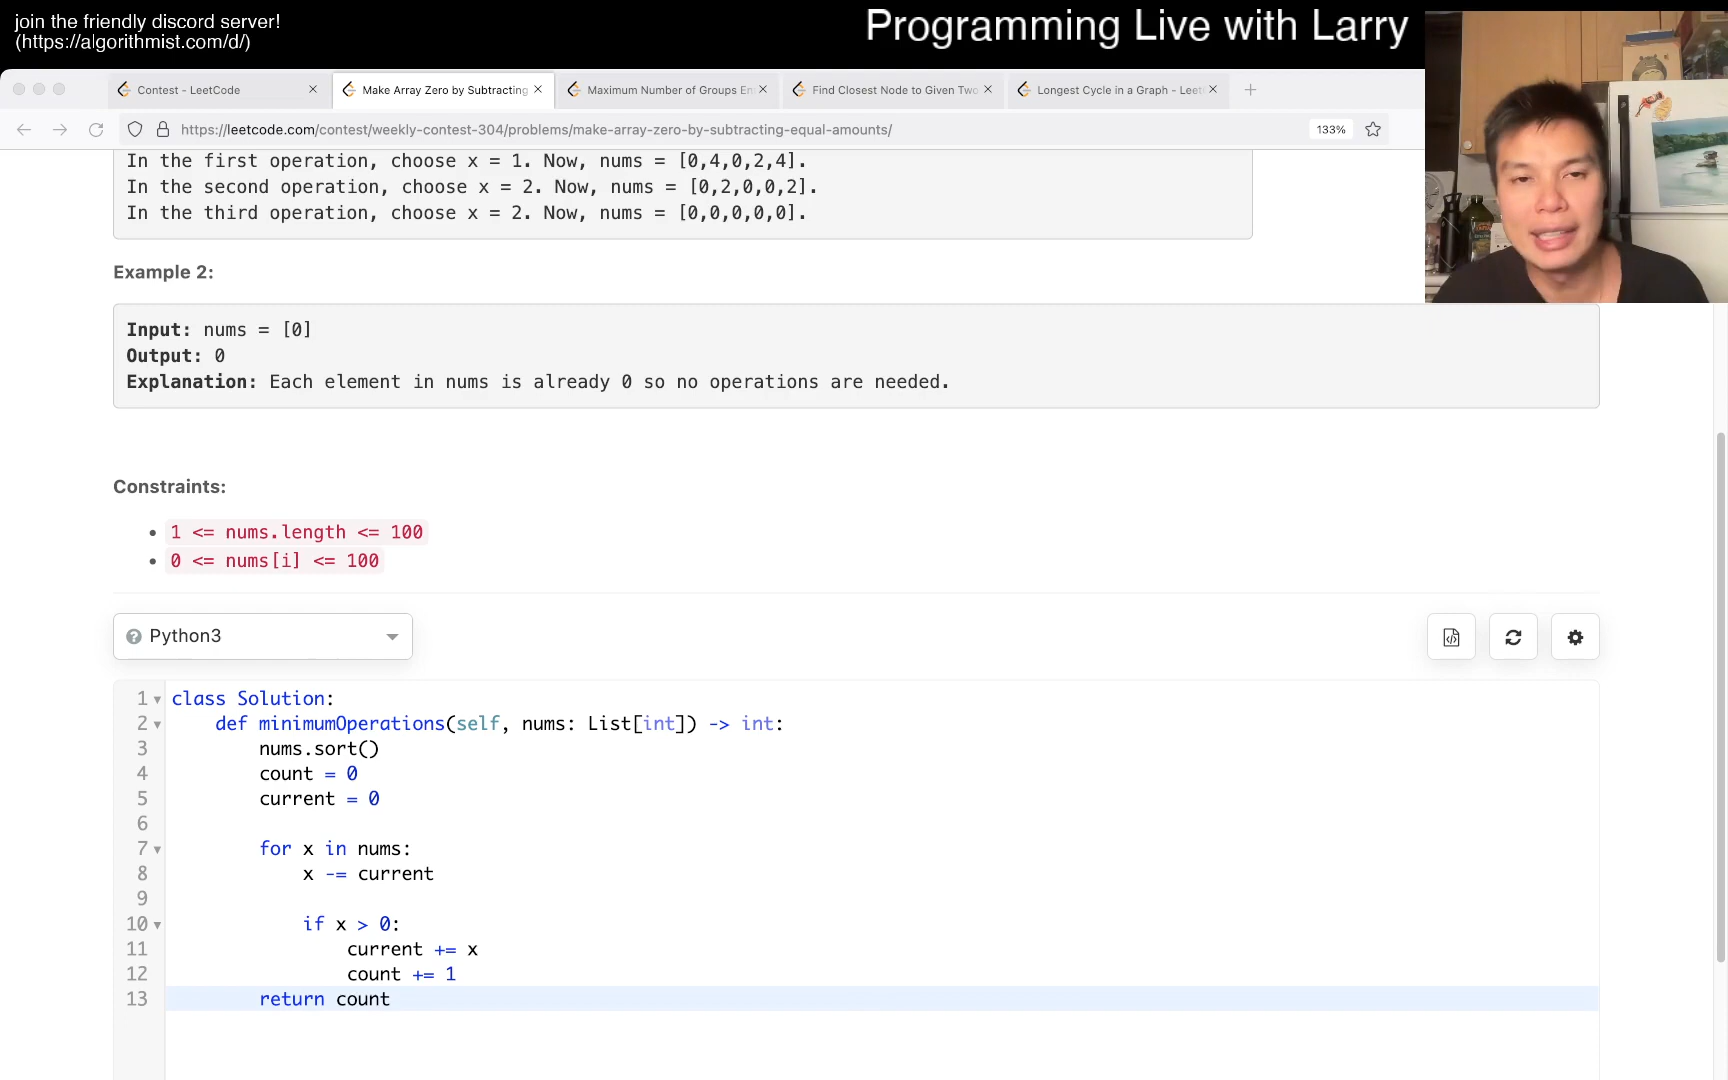 join the friendly discord server!
(https://algorithmist.com/d/)
Programming Live with Larry
Contest - LeetCode
Make Array Zero by Subtracting
Maximum Number of Groups En
Find Closest Node to Given Two
Longest Cycle in a Graph - Leet
https://leetcode.com/contest/weekly-contest-304/problems/make-array-zero-by-subtracting-equal-amounts/
133%
In the first operation, choose x = 1. Now, nums = [0,4,0,2,4].
In the second operation, choose x = 2. Now, nums = [0,2,0,0,2].
In the third operation, choose x = 2. Now, nums = [0,0,0,0,0].
Example 2:
Input: nums = [0]
Output: 0
Explanation: Each element in nums is already 0 so no operations are needed.
Constraints:
• 1 <= nums.length <= 100
• 0 <= nums[i] <= 100
Python3
1 class Solution:
2     def minimumOperations(self, nums: List[int]) -> int:
3         nums.sort()
4         count = 0
5         current = 0
6
7         for x in nums:
8             x -= current
9
10             if x > 0:
11                 current += x
12                 count += 1
13         return count